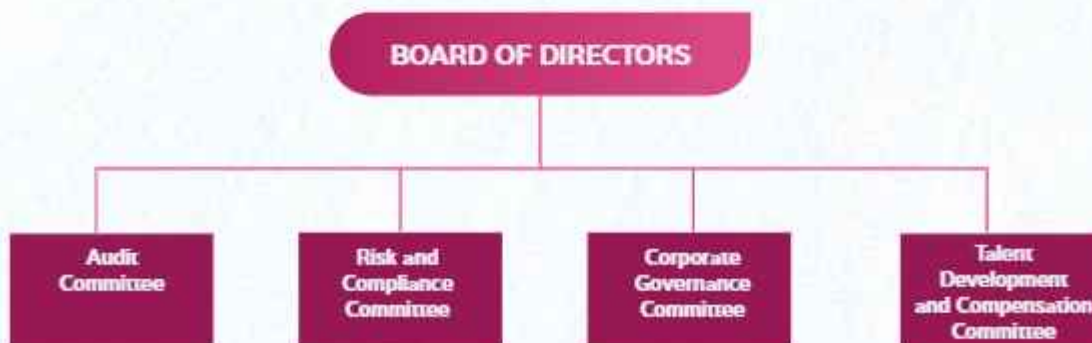 BOARD OF DIRECTORS
Audit
Committee
Risk and
Compliance
Committee
Corporate
Governance
Committee
Talent
Development
and Compensation
Committee